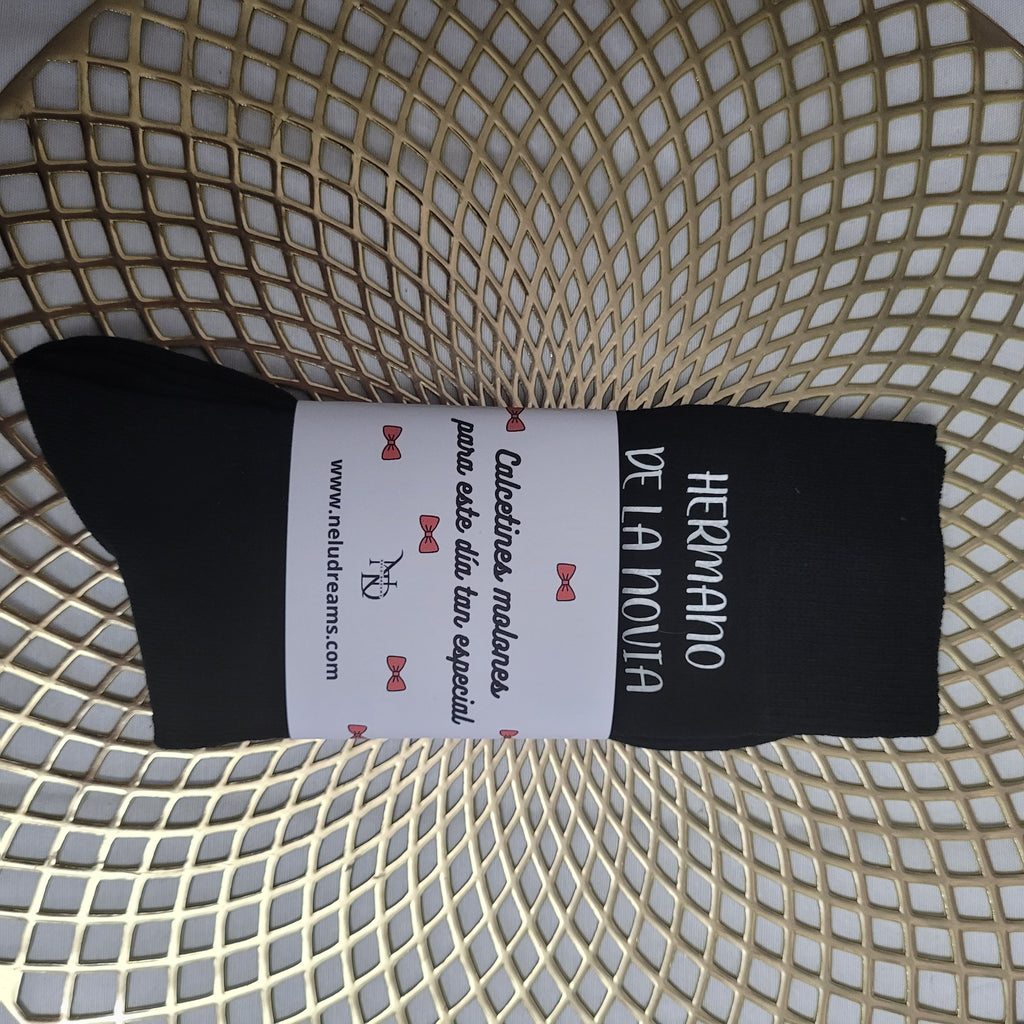 HERMANO
DE LA NOVIA
Calcetines molones
para este día tan especial
www.neludreams.com